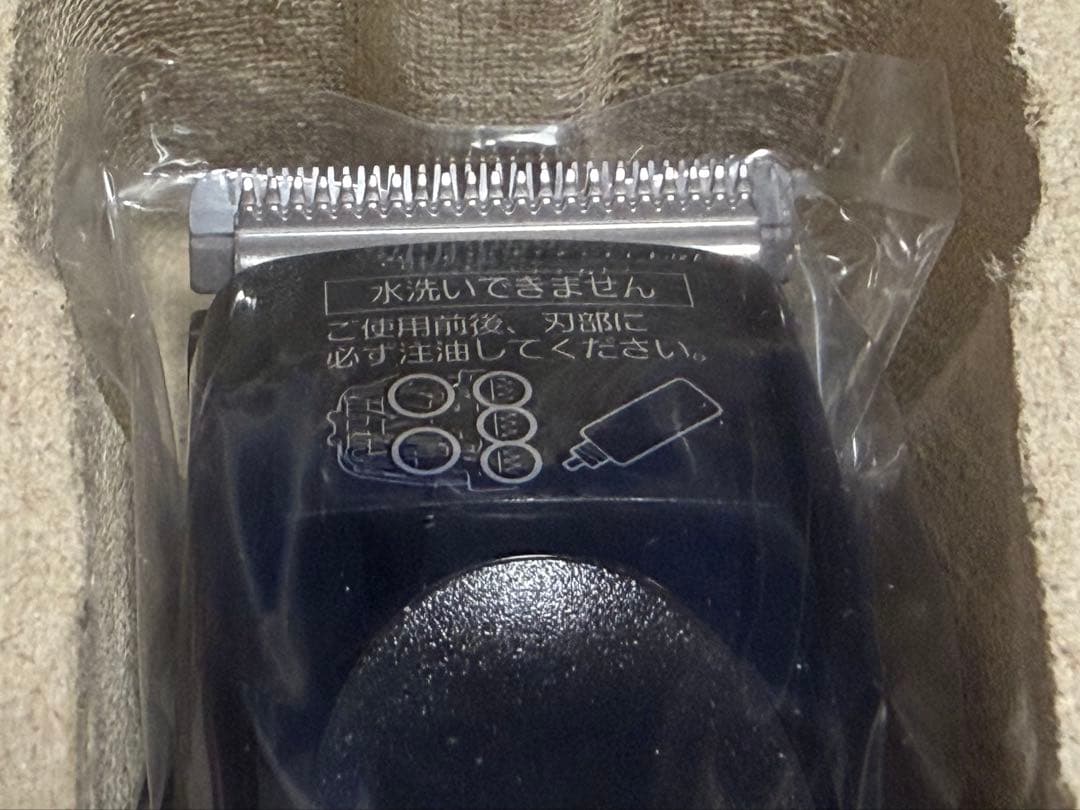 水洗いできません
ご使用前後、刃部に
必ず注油してください。